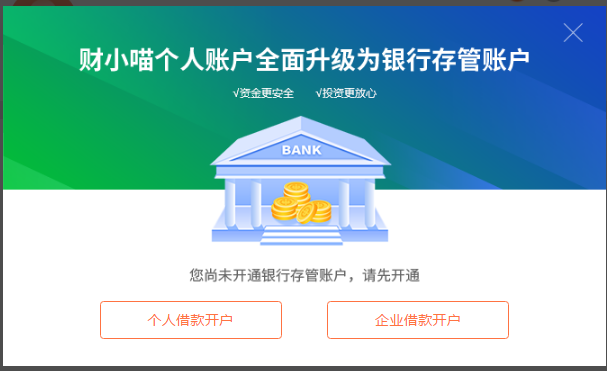 财小喵个人账户全面升级为银行存管账户
√资金更安全 √投资更放心
BANK
您尚未开通银行存管账户，请先开通
个人借款开户 企业借款开户